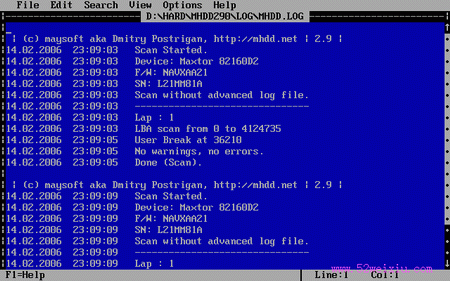 File Edit Search View Options Help
D:\HARD\MHDD290\LOG\MHDD.LOG
| (c) maysoft aka Dmitry Postrigan, http://mhdd.net | 2.9 |
14.02.2006 23:09:03 Scan Started.
14.02.2006 23:09:03 Device: Maxtor 82160D2
14.02.2006 23:09:03 F/W: NAVXAA21
14.02.2006 23:09:03 SN: L21MM81A
14.02.2006 23:09:03 Scan without advanced log file.
14.02.2006 23:09:03 -------------------------------
14.02.2006 23:09:03 Lap : 1
14.02.2006 23:09:03 LBA scan from 0 to 4124735
14.02.2006 23:09:05 User Break at 36210
14.02.2006 23:09:05 No warnings, no errors.
14.02.2006 23:09:05 Done (Scan).
| (c) maysoft aka Dmitry Postrigan, http://mhdd.net | 2.9 |
14.02.2006 23:09:09 Scan Started.
14.02.2006 23:09:09 Device: Maxtor 82160D2
14.02.2006 23:09:09 F/W: NAVXAA21
14.02.2006 23:09:09 SN: L21MM81A
14.02.2006 23:09:09 Scan without advanced log file.
14.02.2006 23:09:09 -------------------------------
14.02.2006 23:09:09 Lap : 1
www.52weixiu.com
F1=Help Line:1 Col:1